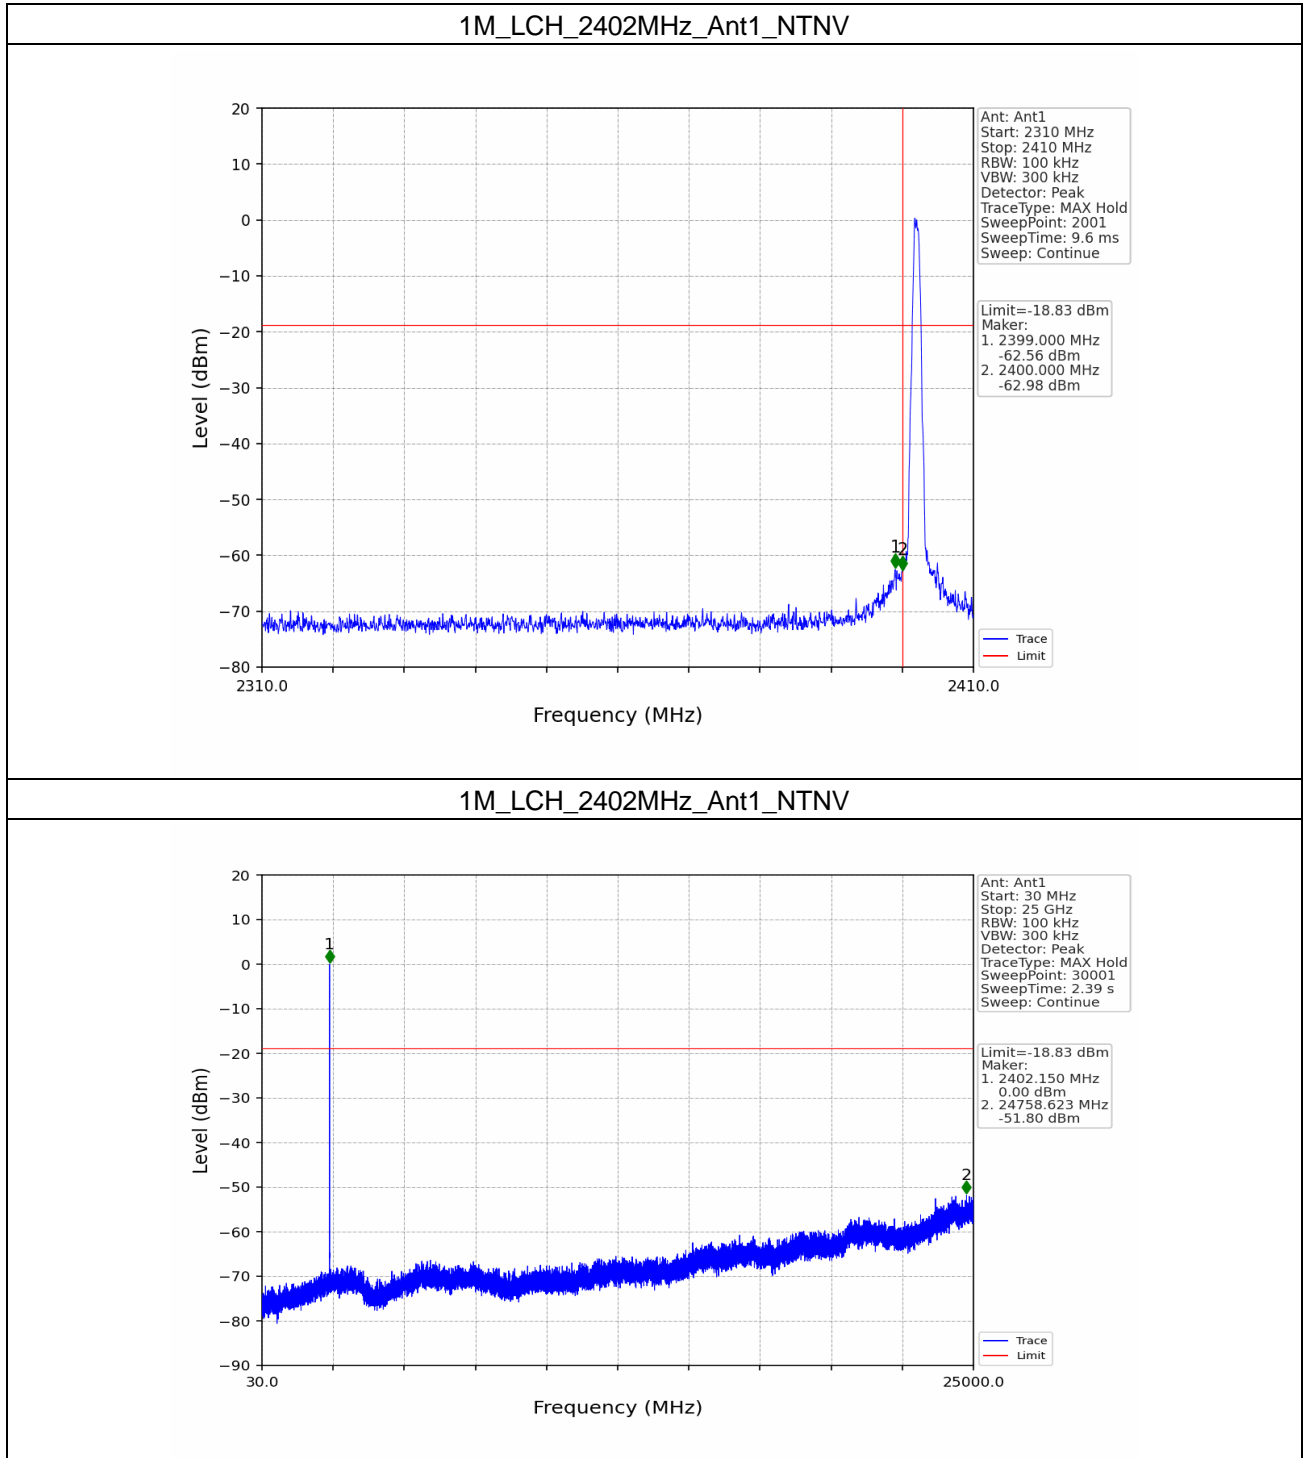 1M_LCH_2402MHz_Ant1_NTNV
20
10
0
−10
−20
−30
−40
−50
−60
−70
−80
Level (dBm)
2310.0
2410.0
Frequency (MHz)
1
2
Ant: Ant1
Start: 2310 MHz
Stop: 2410 MHz
RBW: 100 kHz
VBW: 300 kHz
Detector: Peak
TraceType: MAX Hold
SweepPoint: 2001
SweepTime: 9.6 ms
Sweep: Continue
Limit=-18.83 dBm
Maker:
1. 2399.000 MHz
-62.56 dBm
2. 2400.000 MHz
-62.98 dBm
Trace
Limit
1M_LCH_2402MHz_Ant1_NTNV
20
10
0
−10
−20
−30
−40
−50
−60
−70
−80
−90
Level (dBm)
30.0
25000.0
Frequency (MHz)
1
2
Ant: Ant1
Start: 30 MHz
Stop: 25 GHz
RBW: 100 kHz
VBW: 300 kHz
Detector: Peak
TraceType: MAX Hold
SweepPoint: 30001
SweepTime: 2.39 s
Sweep: Continue
Limit=-18.83 dBm
Maker:
1. 2402.150 MHz
0.00 dBm
2. 24758.623 MHz
-51.80 dBm
Trace
Limit